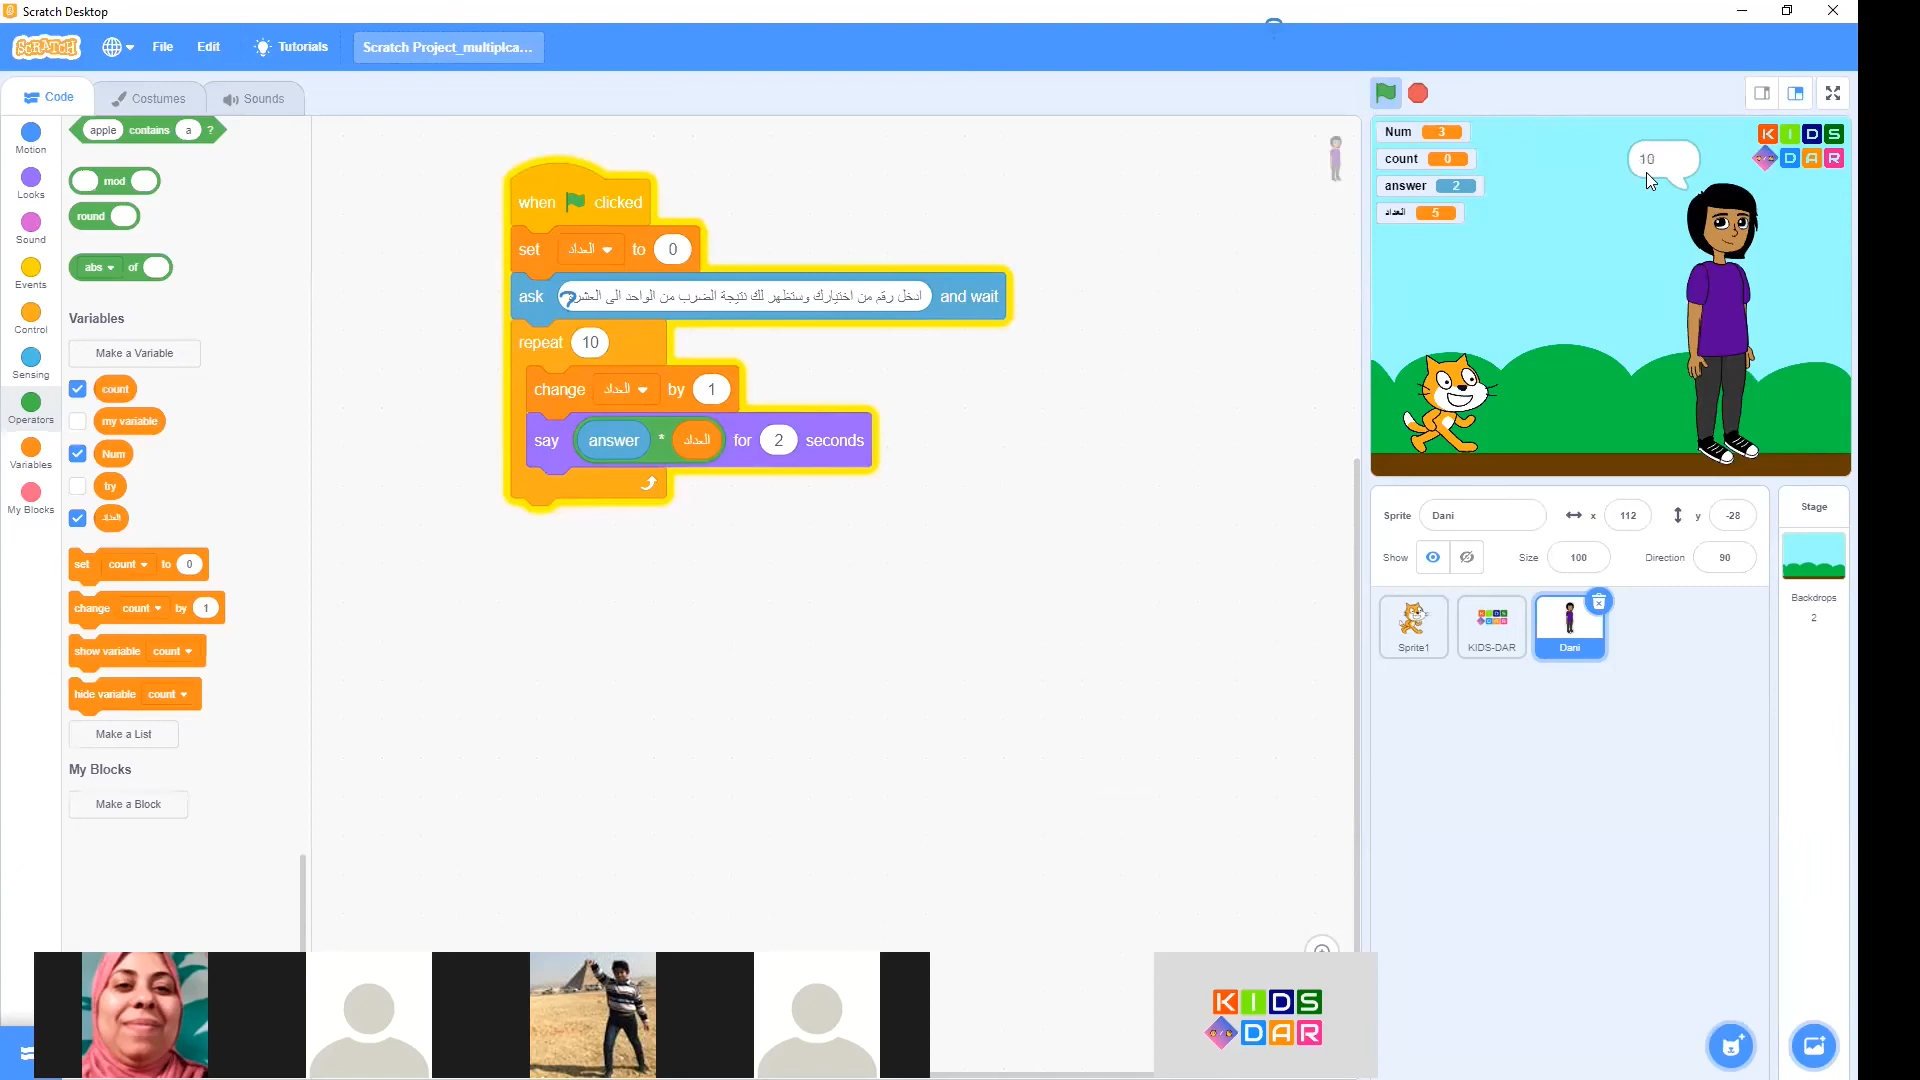 Scratch Desktop
SCRATCH File Edit Tutorials Scratch Project_multiplca...
Code Costumes Sounds
Motion
Looks
Sound
Events
Control
Sensing
Operators
Variables
My Blocks
apple contains a ?
mod
round
abs of
Variables
Make a Variable
count
my variable
Num
try
العداد
set count to 0
change count by 1
show variable count
hide variable count
Make a List
My Blocks
Make a Block
when clicked
set العداد to 0
ask ادخل رقم من اختيارك وستظهر لك نتيجة الضرب من الواحد الى العشرة and wait
repeat 10
change العداد by 1
say answer * العداد for 2 seconds
Num 3
count 0
answer 2
العداد 5
10
KIDS
DAR
Sprite Dani x 112 y -28
Show Size 100 Direction 90
Sprite1
KIDS-DAR
Dani
Stage
Backdrops
2
KIDS
DAR